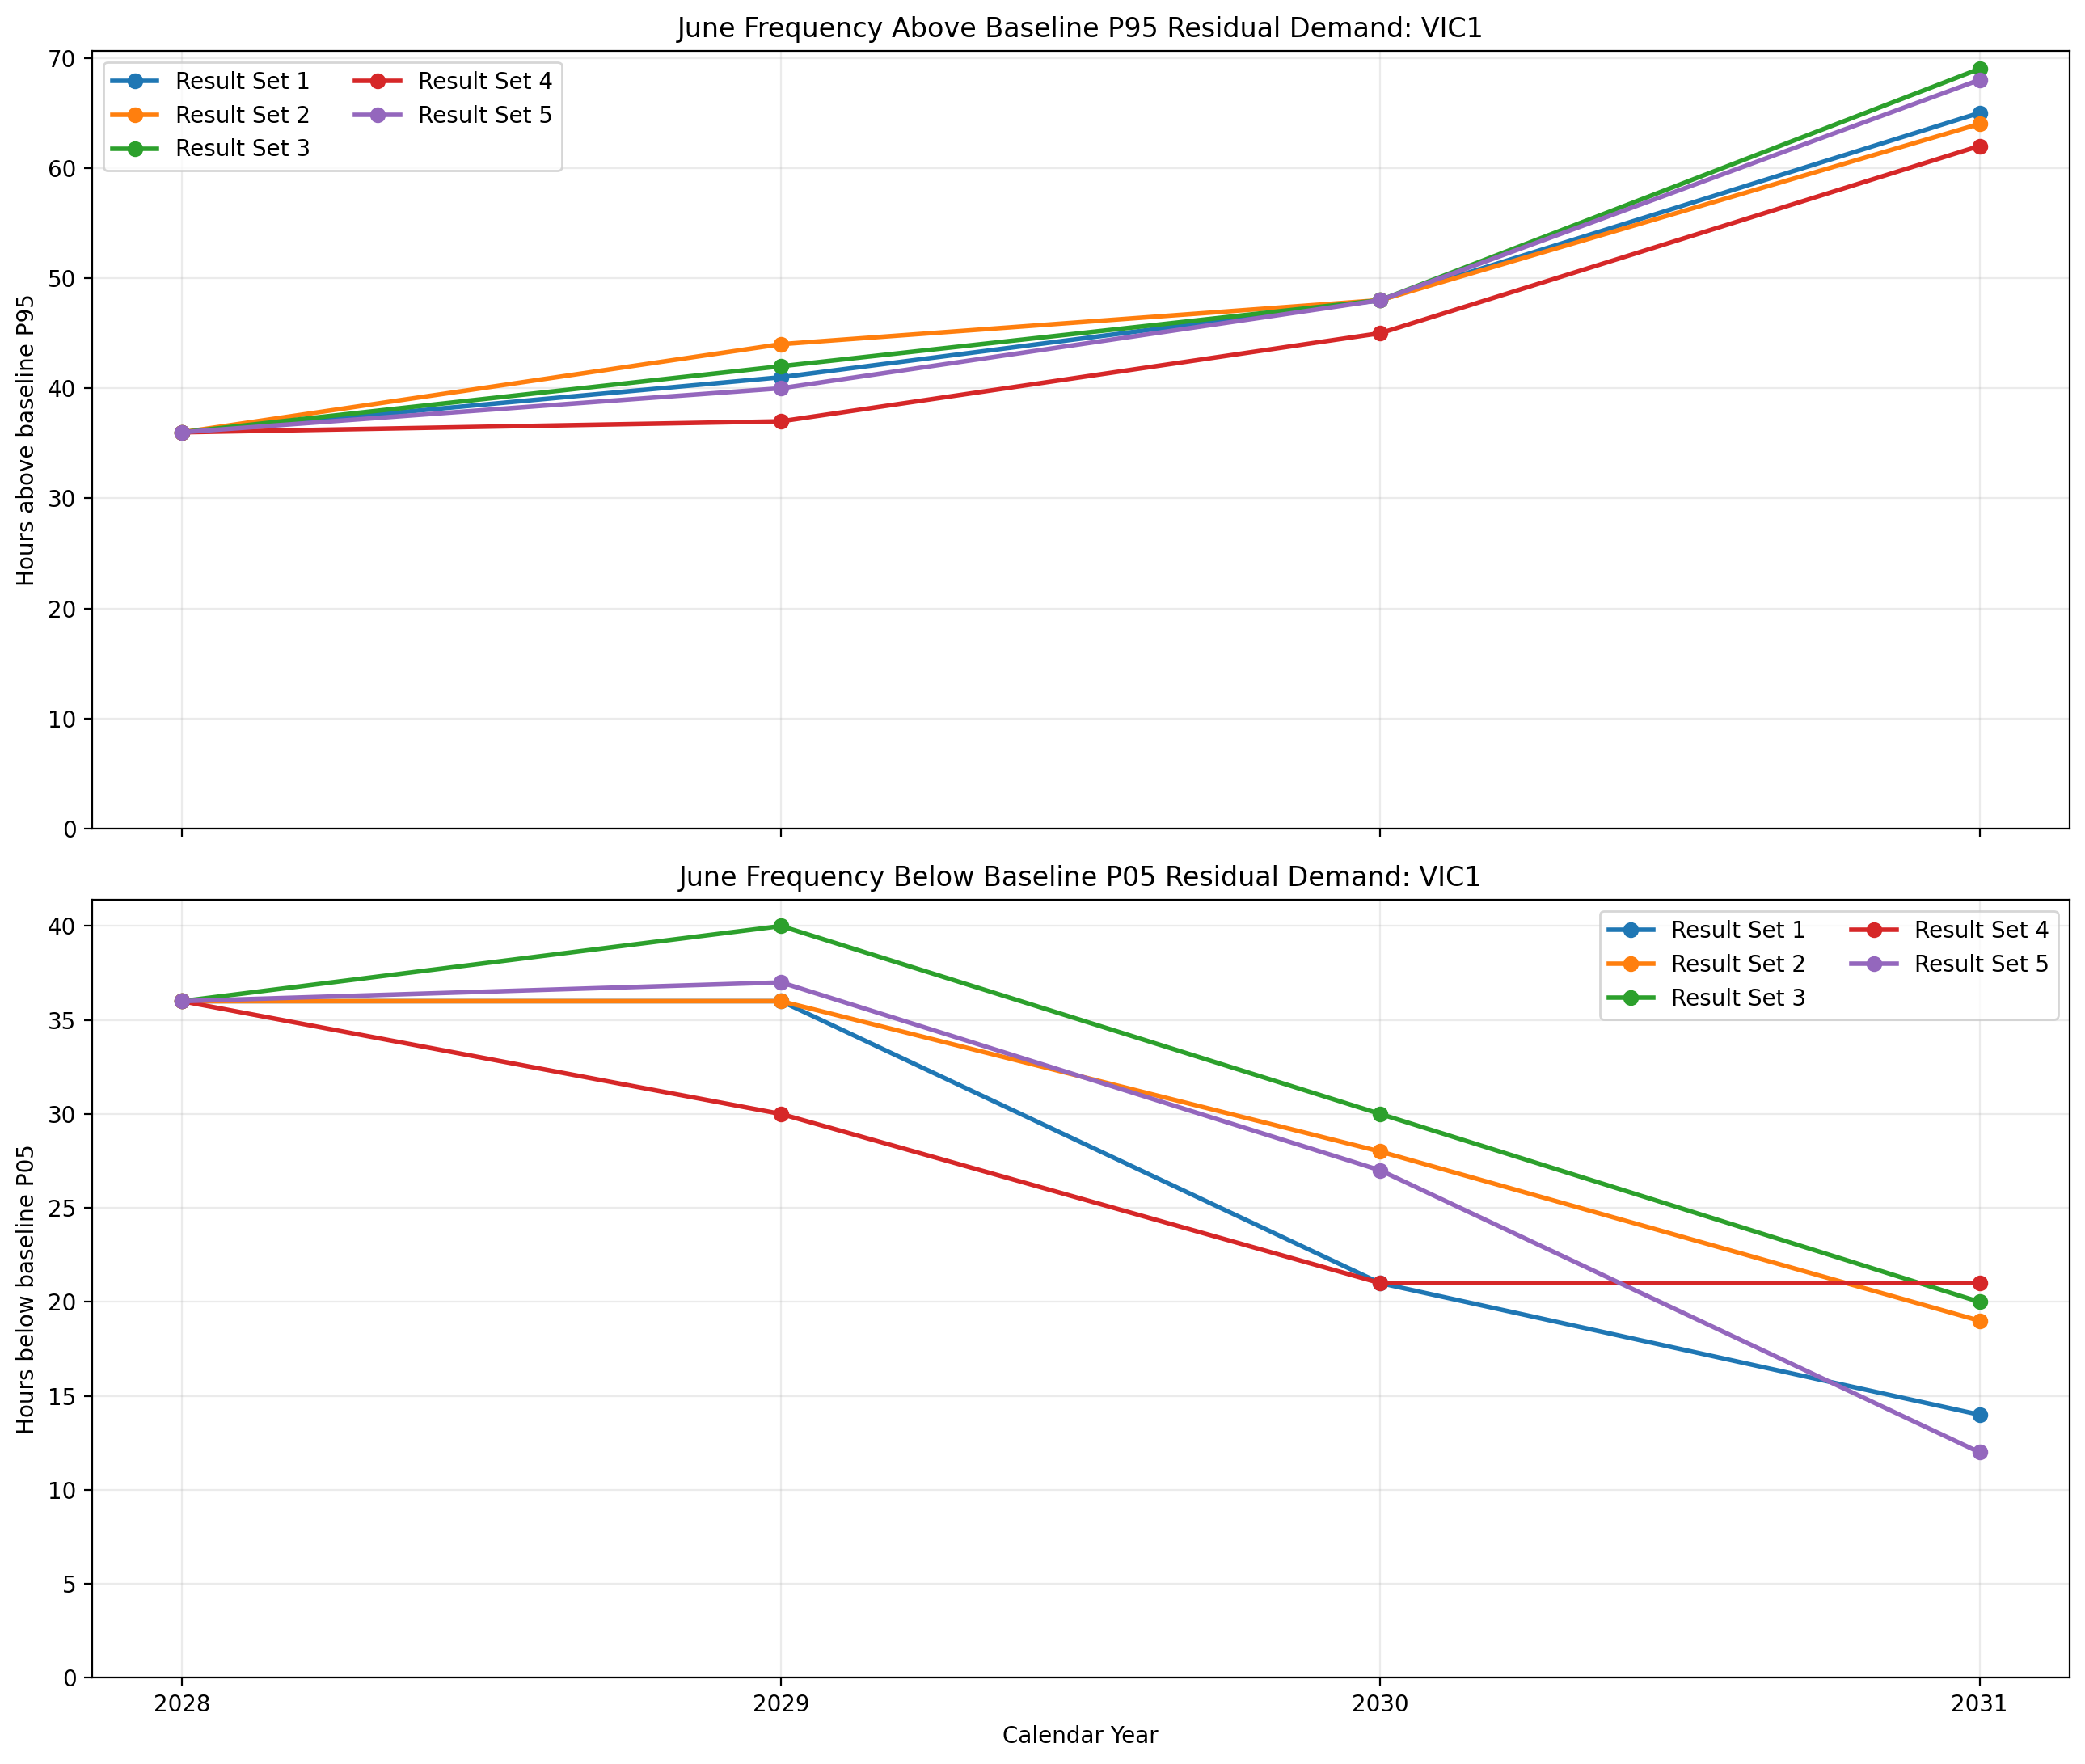 June Frequency Above Baseline P95 Residual Demand: VIC1
Hours above baseline P95
70
60
50
40
30
20
10
0
Result Set 1
Result Set 2
Result Set 3
Result Set 4
Result Set 5
June Frequency Below Baseline P05 Residual Demand: VIC1
Hours below baseline P05
40
35
30
25
20
15
10
5
0
Result Set 1
Result Set 2
Result Set 3
Result Set 4
Result Set 5
2028
2029
2030
2031
Calendar Year